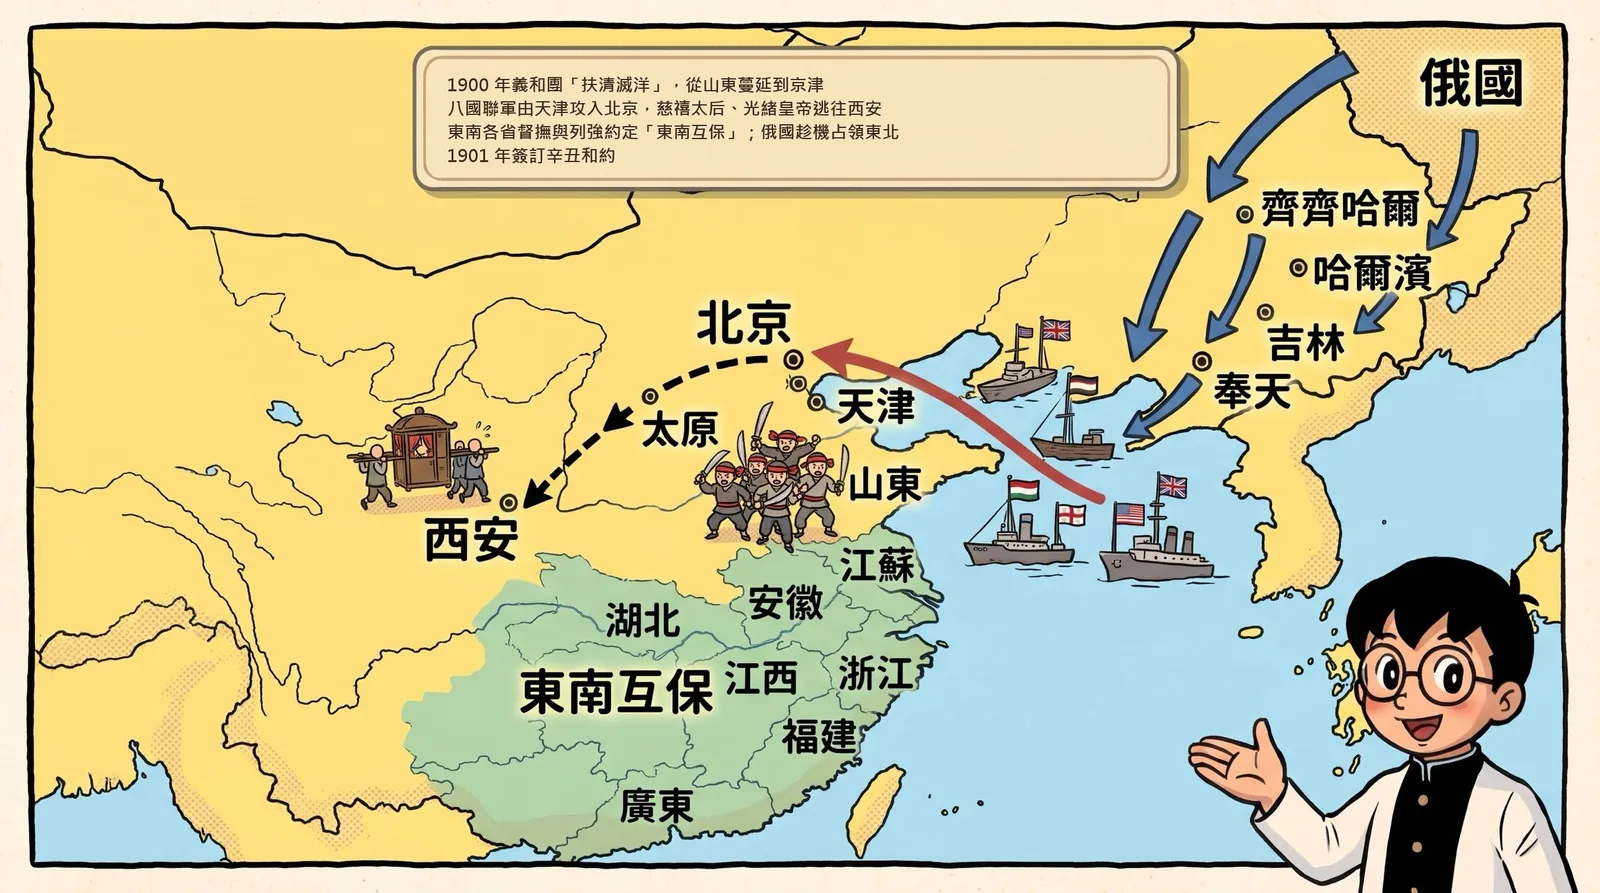 1900 年義和團「扶清滅洋」，從山東蔓延到京津
八國聯軍由天津攻入北京，慈禧太后、光緒皇帝逃往西安
東南各省督撫與列強約定「東南互保」；俄國趁機占領東北
1901 年簽訂辛丑和約
俄國
齊齊哈爾
哈爾濱
吉林
奉天
北京
天津
太原
山東
西安
江蘇
安徽
湖北
東南互保
江西
浙江
福建
廣東